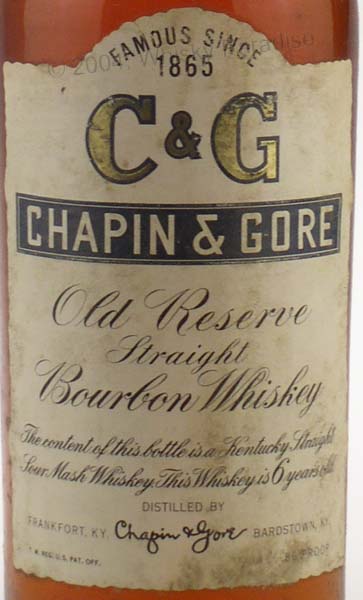 FAMOUS SINCE
1865
C & G
CHAPIN & GORE
Old Reserve
Straight
Bourbon Whiskey
The content of this bottle is a Kentucky Straight
Sour Mash Whiskey. This Whiskey is 6 years old.
DISTILLED BY
FRANKFORT, KY. Chapin & Gore BARDSTOWN, KY.
T. M. REG. U.S. PAT. OFF. 86 PROOF